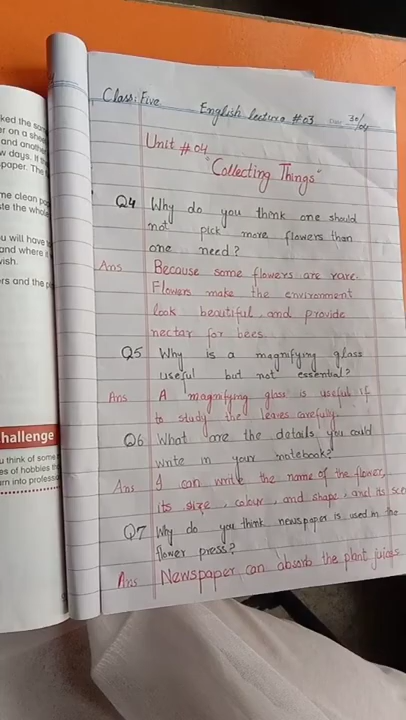 ked the
er on a
and anoth
w days. If
paper. The
me clean
te the
u will have
and where
wish.
rs and the
hallenge
u think of some
es of hobbies
urn into
Class: Five English lecture #03 Date 30/04
Unit #04
"Collecting Things"
Q4 Why do you think one should
not pick more flowers than
one need?
Ans Because some flowers are rare.
Flowers make the environment
look beautiful, and provide
nectar for bees.
Q5 Why is a magnifying glass
useful but not essential?
Ans A magnifying glass is useful if
to study the leaves carefully.
Q6 What are the details you could
write in your notebook?
Ans I can write the name of the flower,
its size, colour, and shape, and its
Q7 Why do you think newspaper is used in the
flower press?
Ans Newspaper can absorb the plant juices